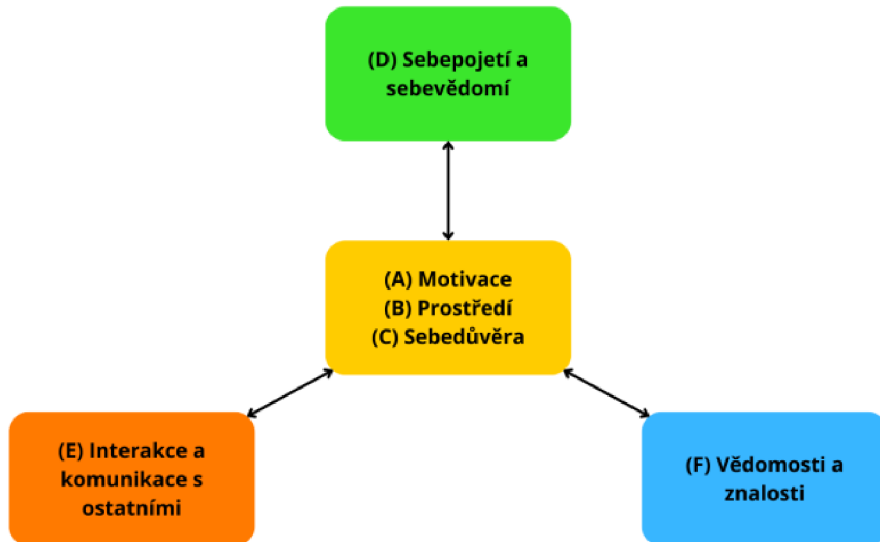 (D) Sebepojetí a
sebevědomí
(A) Motivace
(B) Prostředí
(C) Sebedůvěra
(E) Interakce a
komunikace s
ostatními
(F) Vědomosti a
znalosti